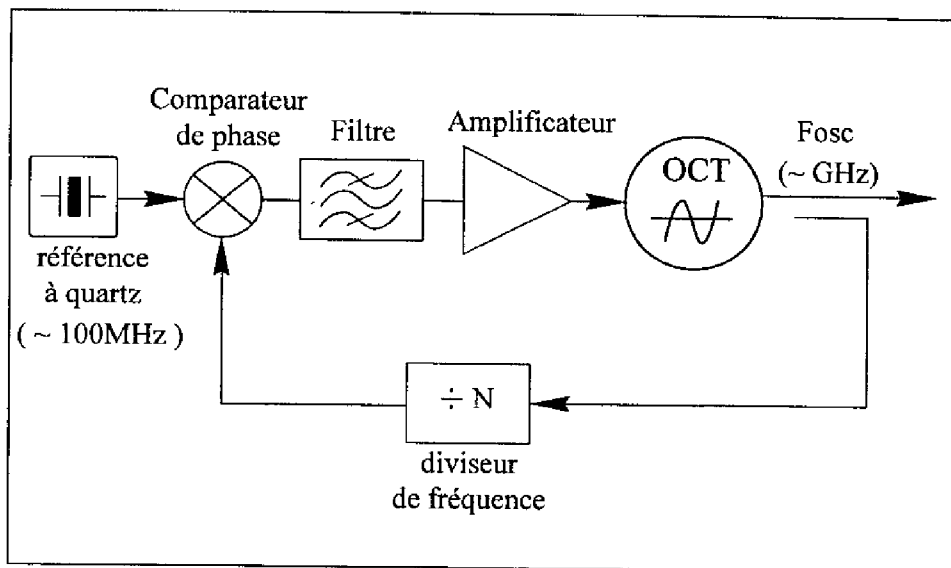 Comparateur
de phase
Filtre
Amplificateur
OCT
Fosc
(~ GHz)
référence
à quartz
( ~ 100MHz )
÷ N
diviseur
de fréquence